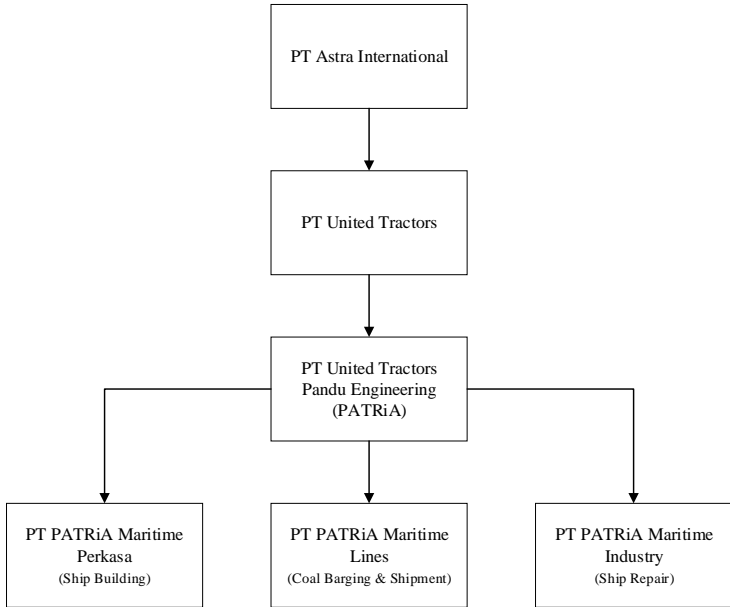 PT Astra International
PT United Tractors
PT United Tractors
Pandu Engineering
(PATRiA)
PT PATRiA Maritime
Perkasa
(Ship Building)
PT PATRiA Maritime
Lines
(Coal Barging & Shipment)
PT PATRiA Maritime
Industry
(Ship Repair)